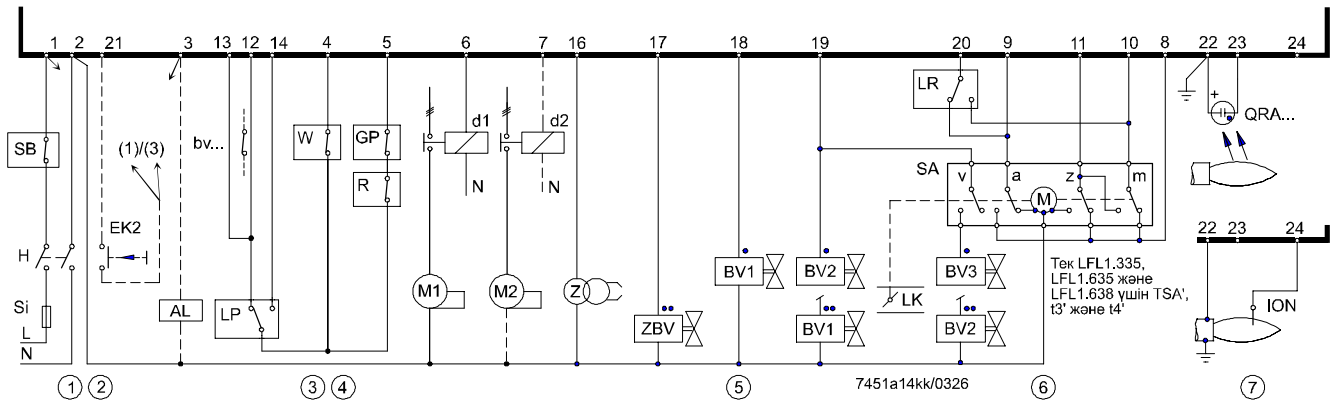 1 2 21 3 13 12 14 4 5 6 7 16 17 18 19 20 9 11 10 8 22 23 24
LR
+ QRA...
d1 d2
SB (1)/(3) bv... W GP
SA v a z m
R N N
M
EK2
22 23 24
H
BV1 BV2 BV3
Тек LFL1.335,
LFL1.635 және
LFL1.638 үшін TSA',
t3' және t4'
M1 M2 Z
LK
Si AL LP
ION
L
ZBV BV1 BV2
N
1 2 3 4 5 7451a14kk/0326 6 7